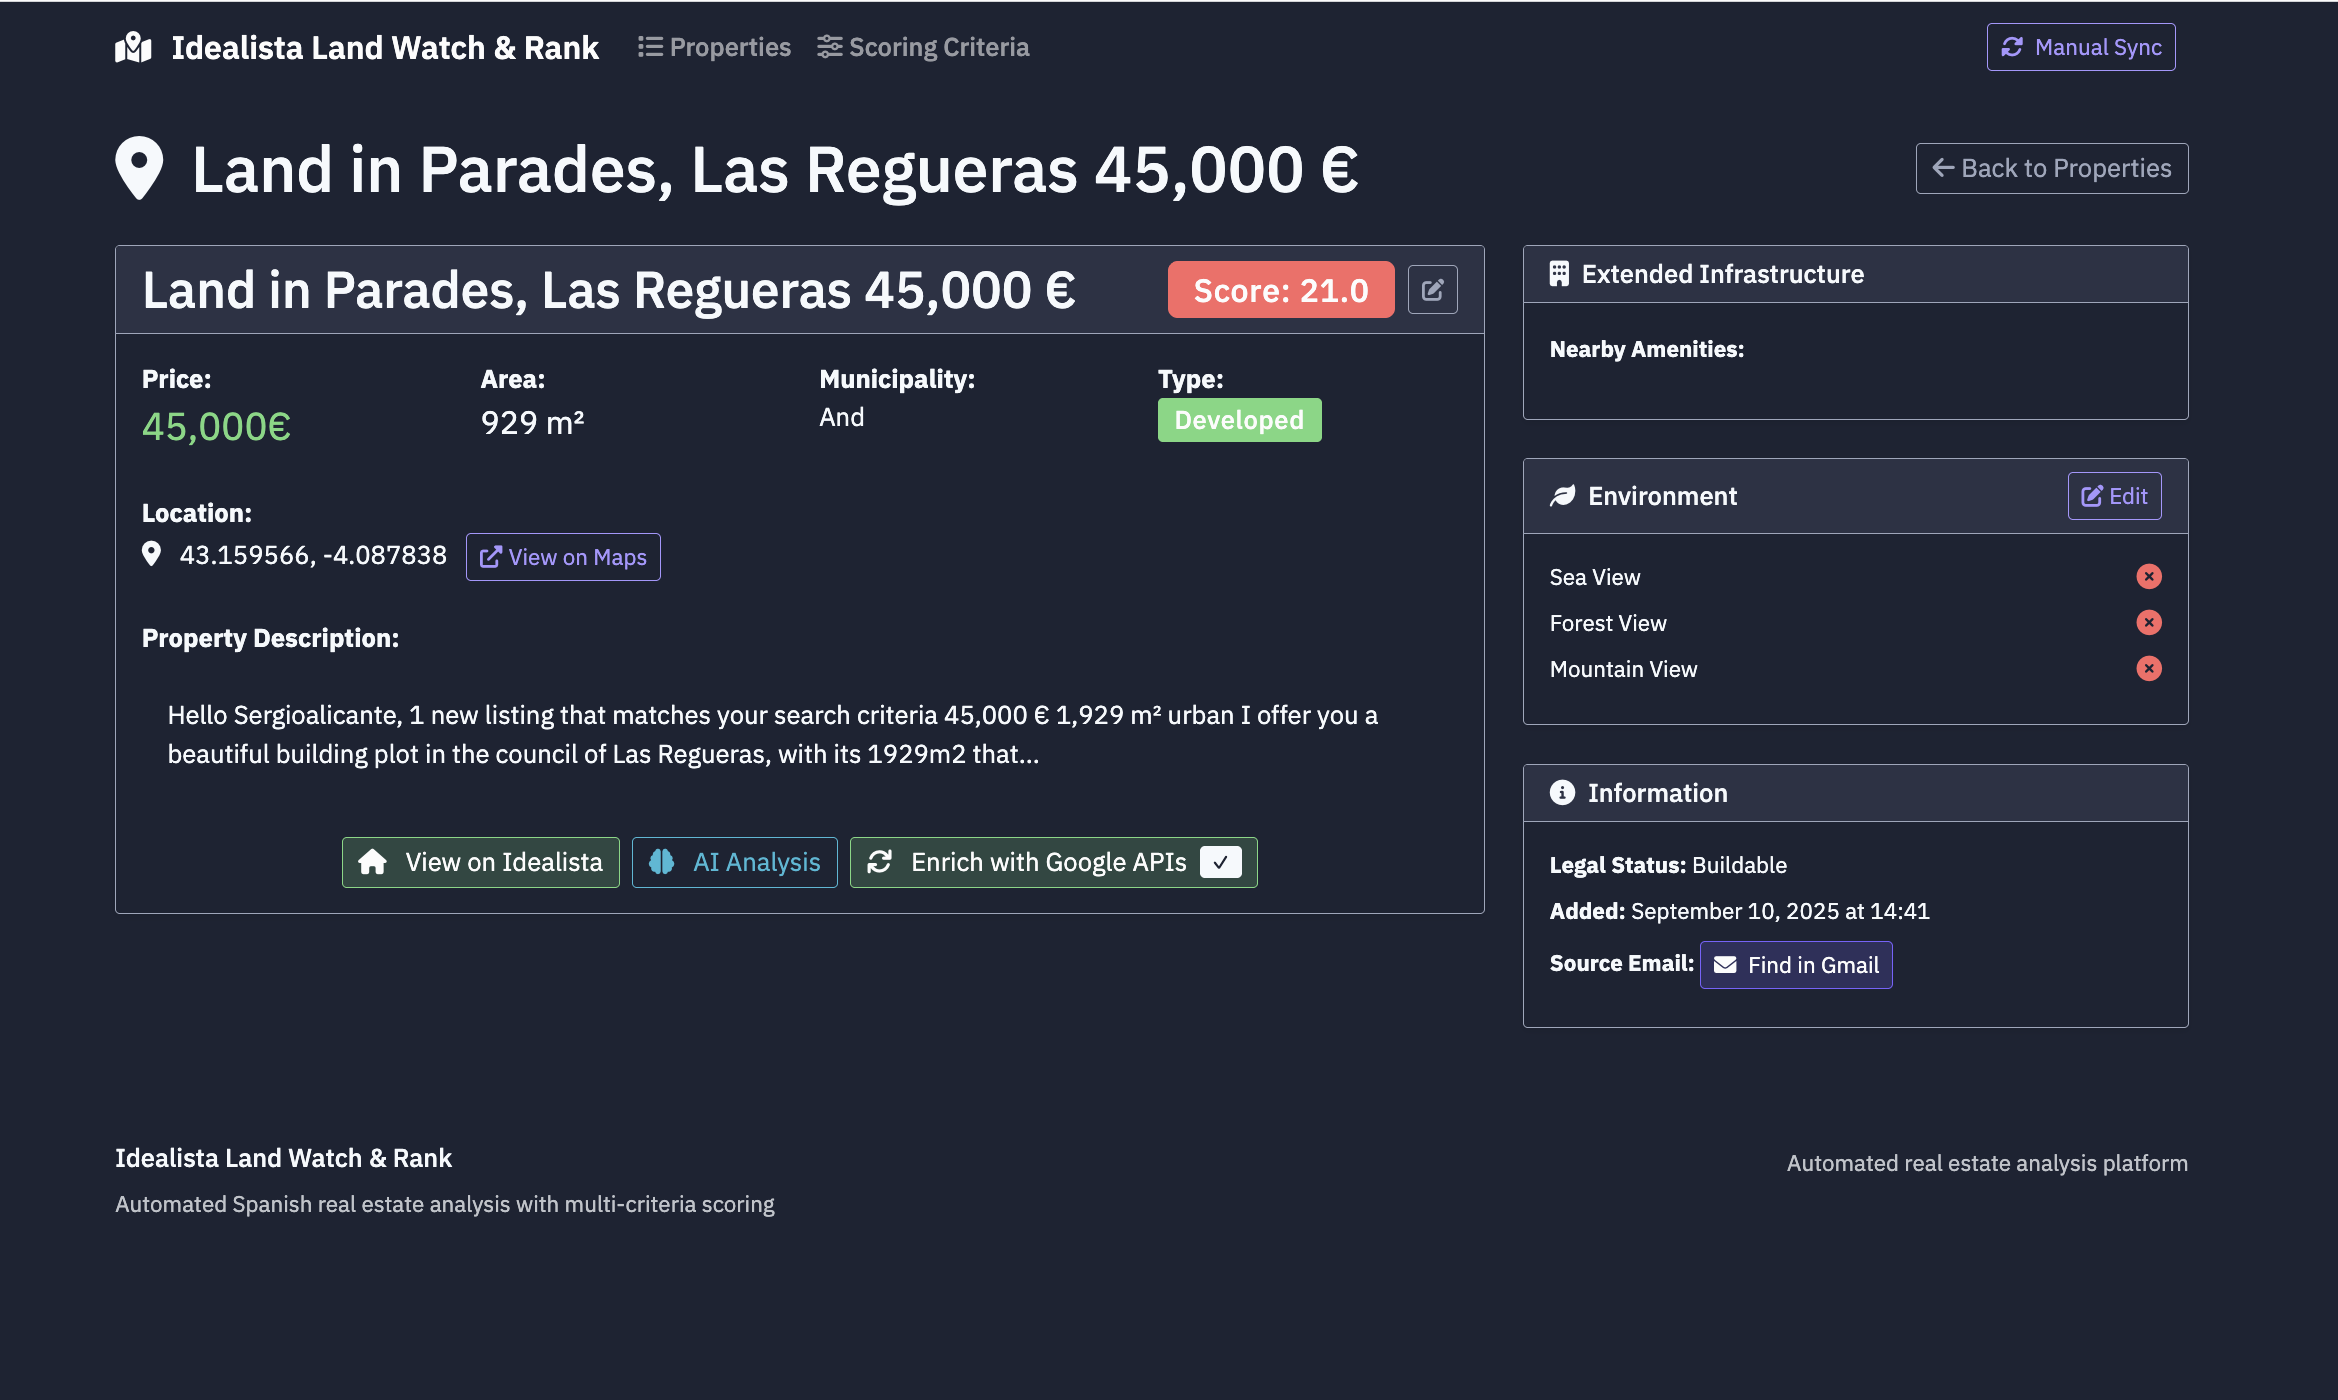 Idealista Land Watch & Rank Properties Scoring Criteria Manual Sync
Land in Parades, Las Regueras 45,000 € Back to Properties
Land in Parades, Las Regueras 45,000 € Score: 21.0
Price: Area: Municipality: Type:
45,000€ 929 m² And Developed
Location:
43.159566, -4.087838 View on Maps
Property Description:
Hello Sergioalicante, 1 new listing that matches your search criteria 45,000 € 1,929 m² urban I offer you a
beautiful building plot in the council of Las Regueras, with its 1929m2 that...
View on Idealista AI Analysis Enrich with Google APIs
Extended Infrastructure
Nearby Amenities:
Environment Edit
Sea View
Forest View
Mountain View
Information
Legal Status: Buildable
Added: September 10, 2025 at 14:41
Source Email: Find in Gmail
Idealista Land Watch & Rank
Automated Spanish real estate analysis with multi-criteria scoring
Automated real estate analysis platform